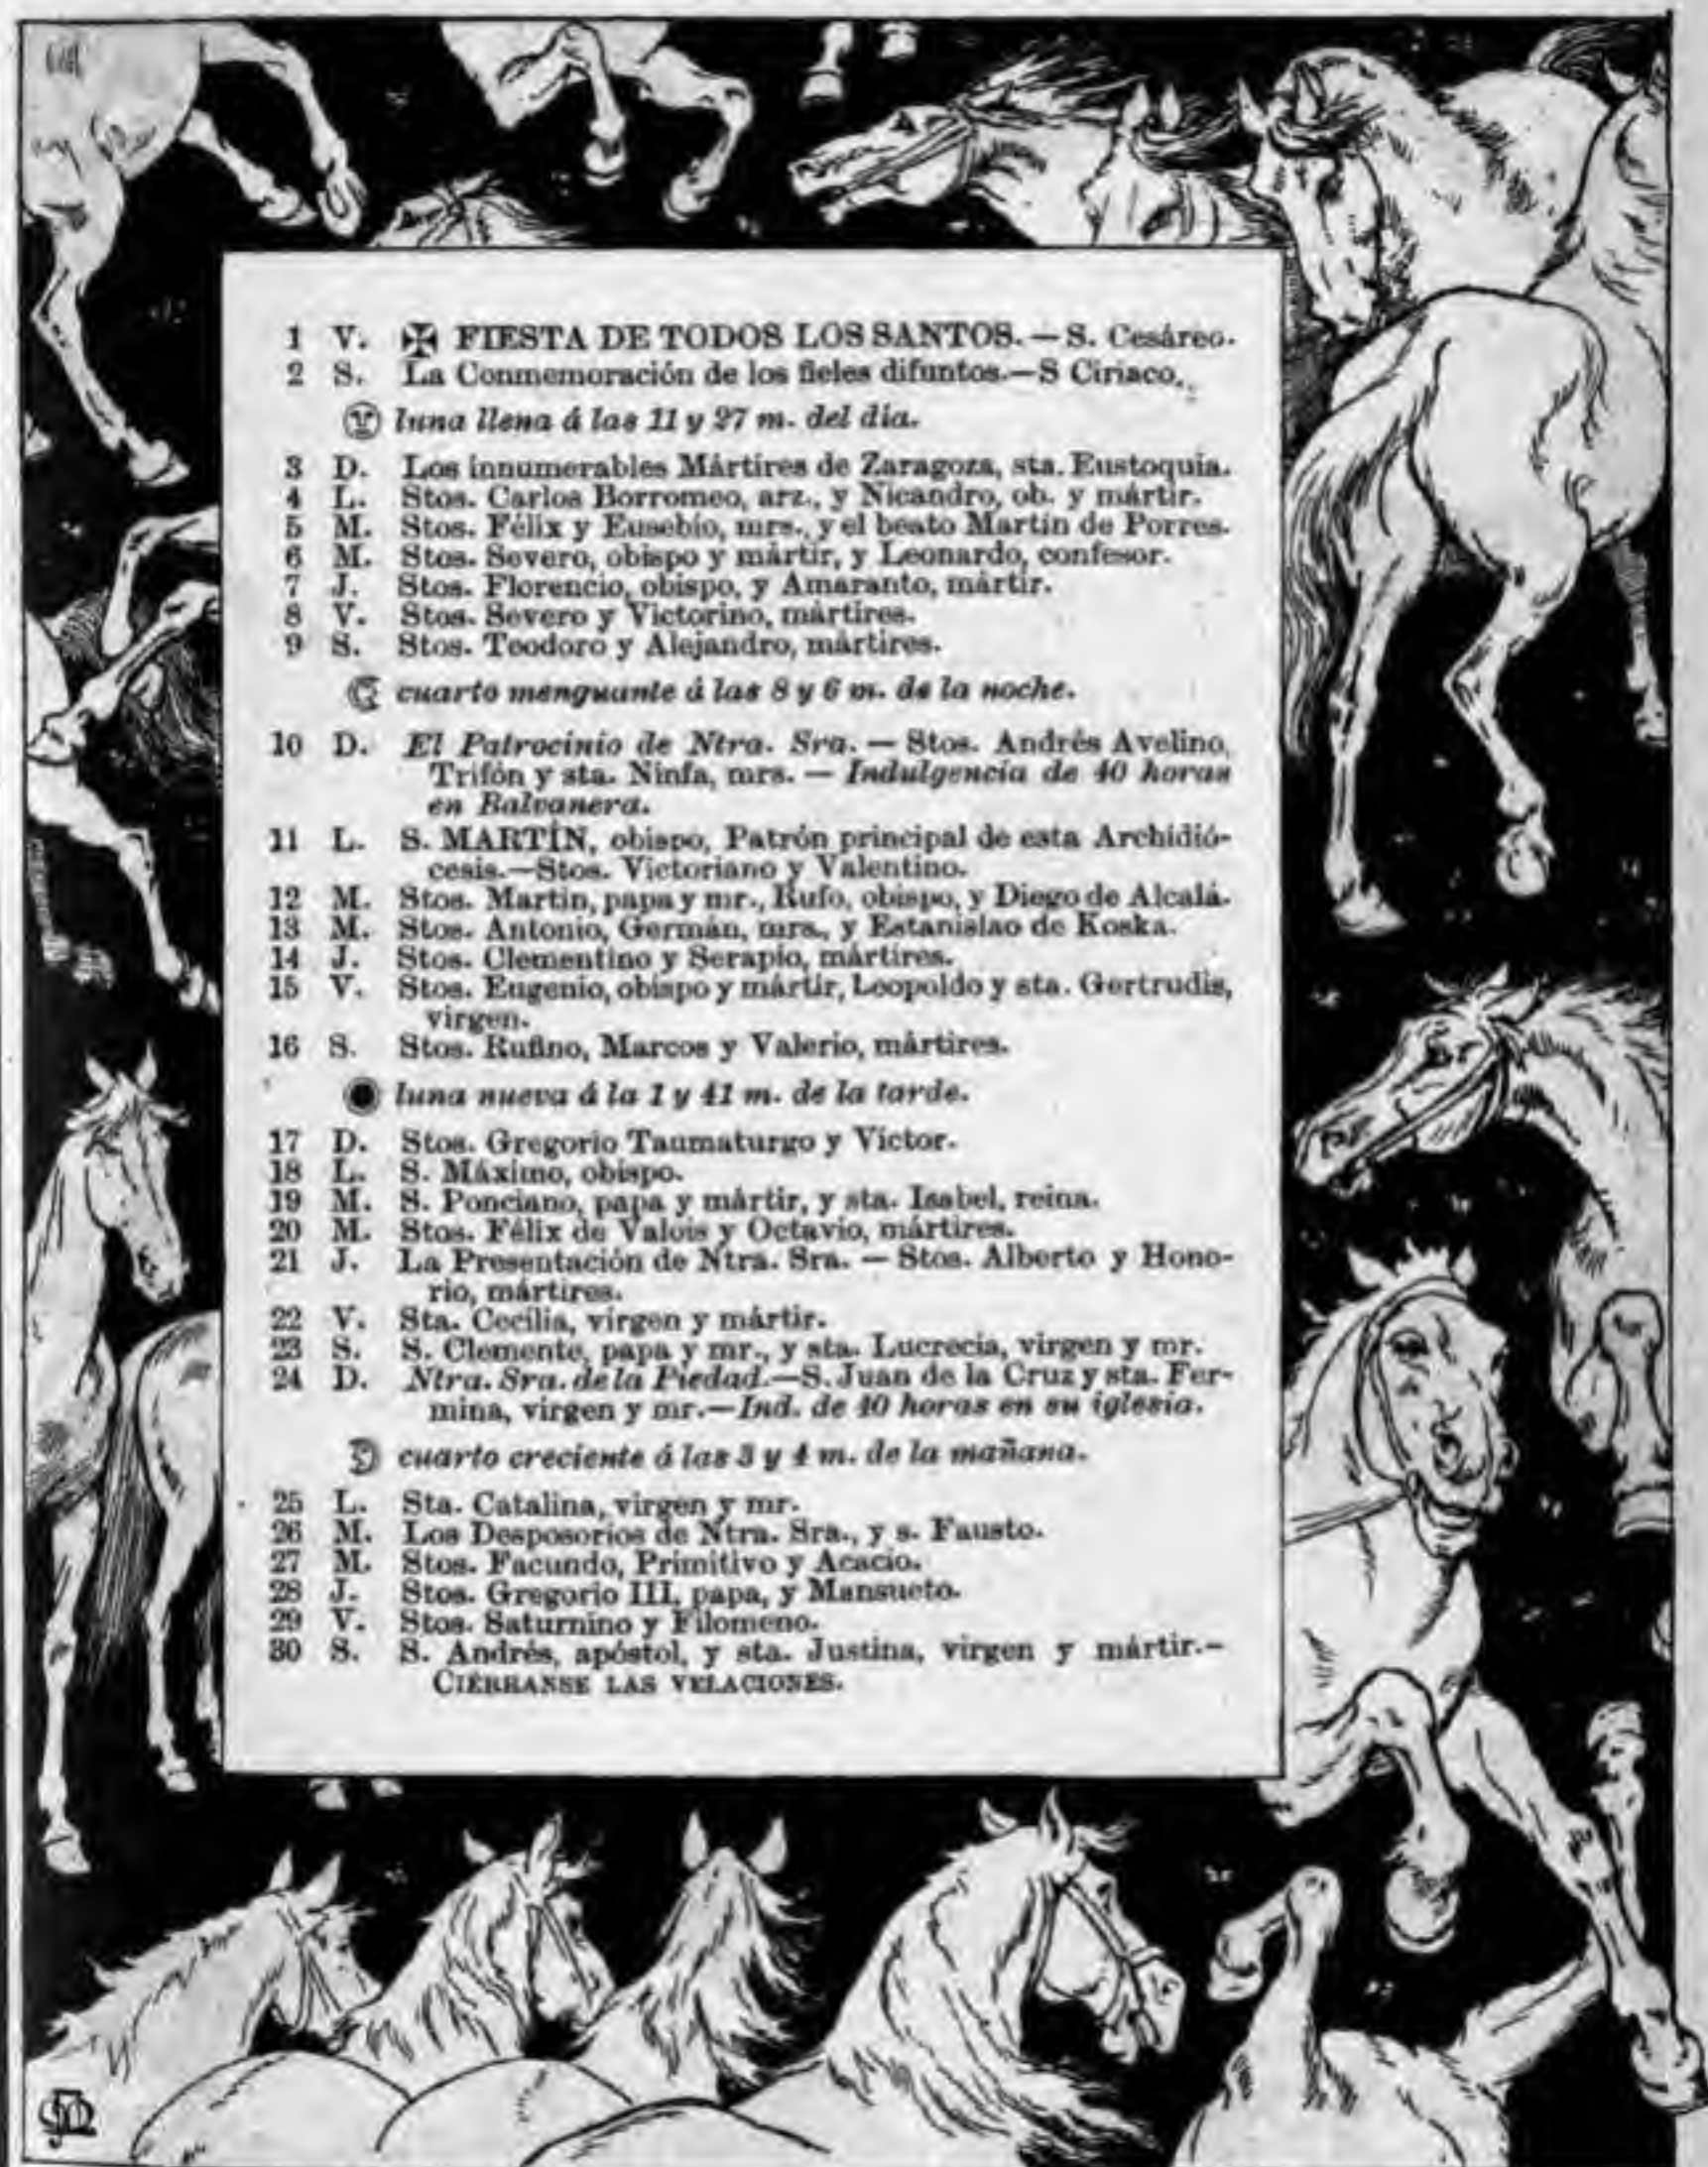 1 V. ✠ FIESTA DE TODOS LOS SANTOS.—S. Cesáreo.
2 S. La Conmemoración de los fieles difuntos.—S Ciriaco.
luna llena á las 11 y 27 m. del día.
3 D. Los innumerables Mártires de Zaragoza, sta. Eustoquia.
4 L. Stos. Carlos Borromeo, arz., y Nicandro, ob. y mártir.
5 M. Stos. Félix y Eusebio, mrs., y el beato Martin de Porres.
6 M. Stos. Severo, obispo y mártir, y Leonardo, confesor.
7 J. Stos. Florencio, obispo, y Amaranto, mártir.
8 V. Stos. Severo y Victorino, mártires.
9 S. Stos. Teodoro y Alejandro, mártires.
cuarto menguante á las 8 y 6 m. de la noche.
10 D. El Patrocinio de Ntra. Sra. — Stos. Andrés Avelino,
Trifón y sta. Ninfa, mrs. — Indulgencia de 40 horas
en Balvanera.
11 L. S. MARTÍN, obispo, Patrón principal de esta Archidió-
cesis.—Stos. Victoriano y Valentino.
12 M. Stos. Martin, papa y mr., Rufo, obispo, y Diego de Alcalá.
13 M. Stos. Antonio, Germán, mrs., y Estanislao de Koska.
14 J. Stos. Clementino y Serapio, mártires.
15 V. Stos. Eugenio, obispo y mártir, Leopoldo y sta. Gertrudis,
virgen.
16 S. Stos. Rufino, Marcos y Valerio, mártires.
luna nueva á la 1 y 41 m. de la tarde.
17 D. Stos. Gregorio Taumaturgo y Victor.
18 L. S. Máximo, obispo.
19 M. S. Ponciano, papa y mártir, y sta. Isabel, reina.
20 M. Stos. Félix de Valois y Octavio, mártires.
21 J. La Presentación de Ntra. Sra. — Stos. Alberto y Hono-
rio, mártires.
22 V. Sta. Cecilia, virgen y mártir.
23 S. S. Clemente, papa y mr., y sta. Lucrecia, virgen y mr.
24 D. Ntra. Sra. de la Piedad.—S. Juan de la Cruz y sta. Fer-
mina, virgen y mr.—Ind. de 40 horas en su iglesia.
cuarto creciente á las 3 y 4 m. de la mañana.
25 L. Sta. Catalina, virgen y mr.
26 M. Los Desposorios de Ntra. Sra., y s. Fausto.
27 M. Stos. Facundo, Primitivo y Acacio.
28 J. Stos. Gregorio III, papa, y Mansueto.
29 V. Stos. Saturnino y Filomeno.
30 S. S. Andrés, apóstol, y sta. Justina, virgen y mártir.—
CIÉRRANSE LAS VELACIONES.